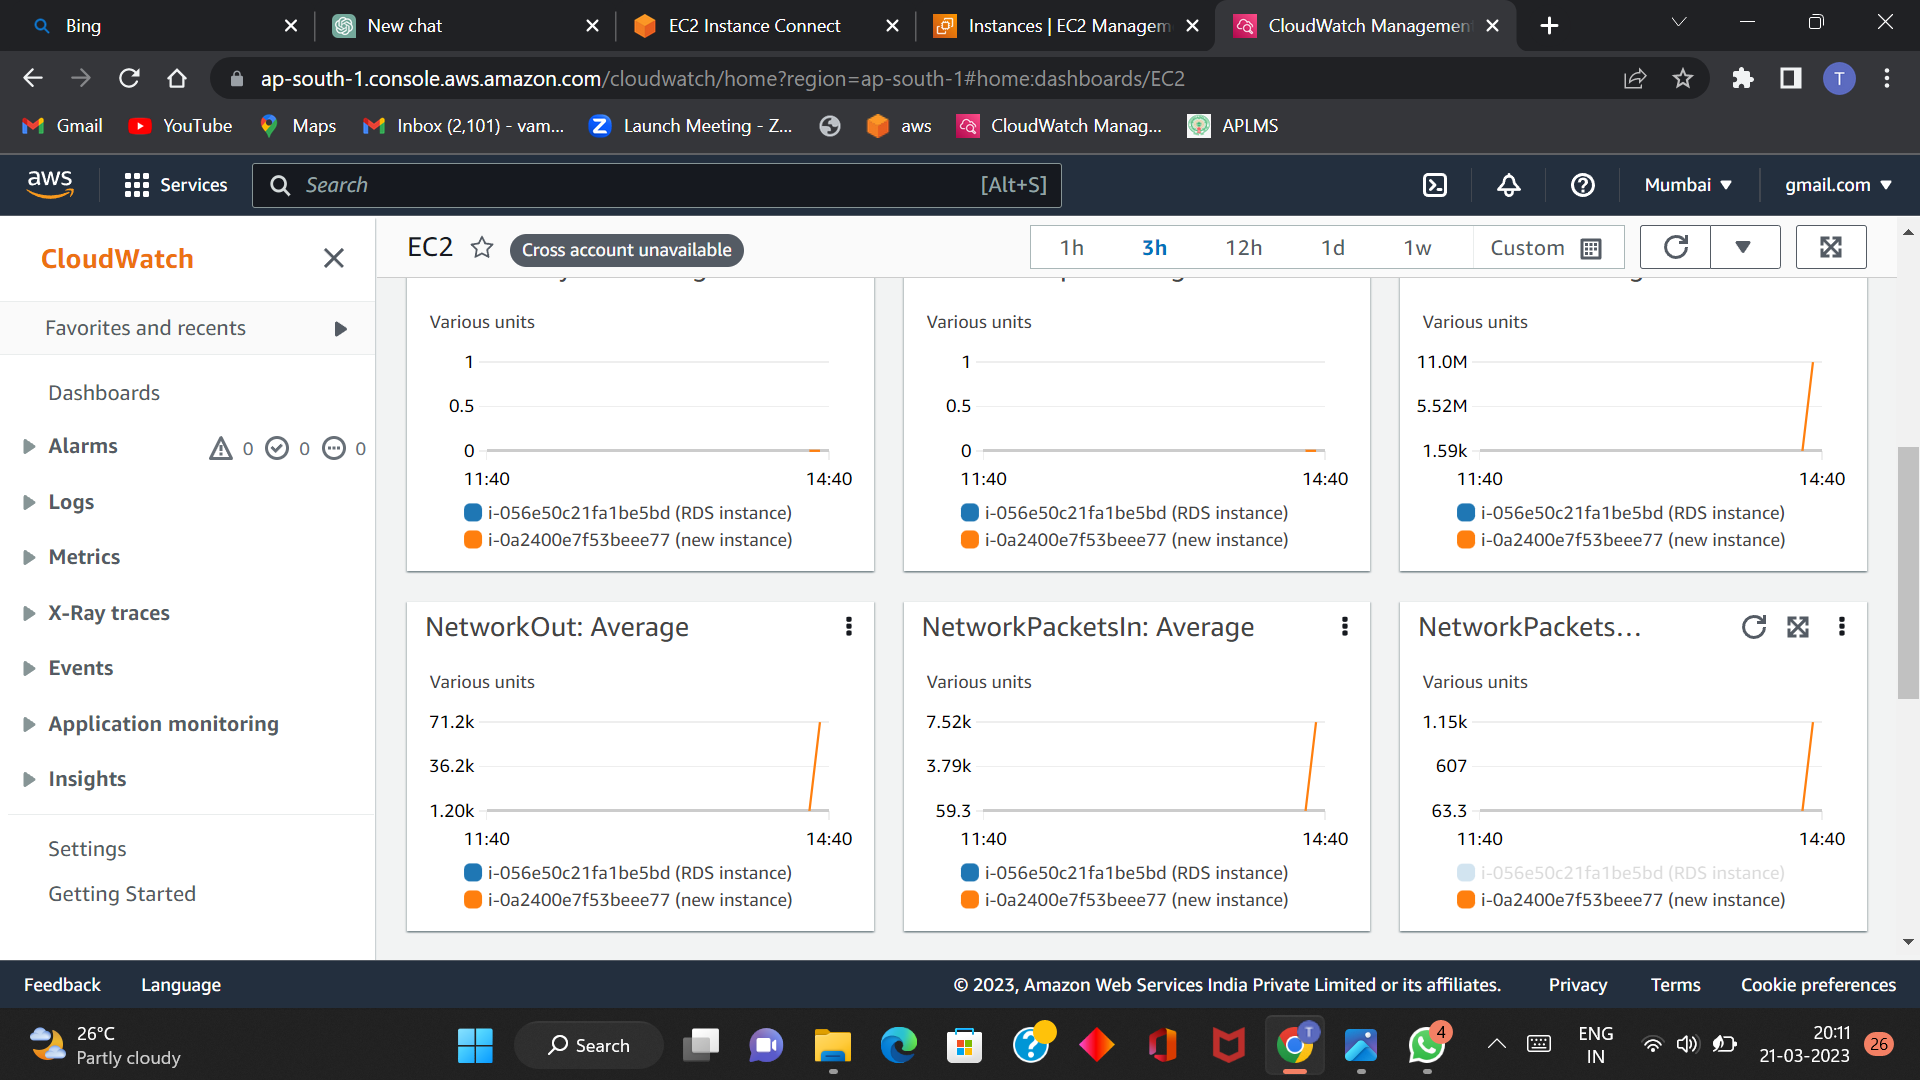 Bing
New chat
EC2 Instance Connect
Instances | EC2 Managem
CloudWatch Management
ap-south-1.console.aws.amazon.com/cloudwatch/home?region=ap-south-1#home:dashboards/EC2
T
Gmail
YouTube
Maps
Inbox (2,101) - vam...
Launch Meeting - Z...
aws
CloudWatch Manag...
APLMS
aws
Services
Search
[Alt+S]
Mumbai
gmail.com
CloudWatch
Favorites and recents
Dashboards
Alarms
0
0
0
Logs
Metrics
X-Ray traces
Events
Application monitoring
Insights
Settings
Getting Started
EC2
Cross account unavailable
1h
3h
12h
1d
1w
Custom
Various units
1
0.5
0
11:40
14:40
i-056e50c21fa1be5bd (RDS instance)
i-0a2400e7f53beee77 (new instance)
Various units
1
0.5
0
11:40
14:40
i-056e50c21fa1be5bd (RDS instance)
i-0a2400e7f53beee77 (new instance)
Various units
11.0M
5.52M
1.59k
11:40
14:40
i-056e50c21fa1be5bd (RDS instance)
i-0a2400e7f53beee77 (new instance)
NetworkOut: Average
Various units
71.2k
36.2k
1.20k
11:40
14:40
i-056e50c21fa1be5bd (RDS instance)
i-0a2400e7f53beee77 (new instance)
NetworkPacketsIn: Average
Various units
7.52k
3.79k
59.3
11:40
14:40
i-056e50c21fa1be5bd (RDS instance)
i-0a2400e7f53beee77 (new instance)
NetworkPackets...
Various units
1.15k
607
63.3
11:40
14:40
i-056e50c21fa1be5bd (RDS instance)
i-0a2400e7f53beee77 (new instance)
Feedback
Language
© 2023, Amazon Web Services India Private Limited or its affiliates.
Privacy
Terms
Cookie preferences
26°C
Partly cloudy
Search
T
4
ENG
IN
20:11
21-03-2023
26